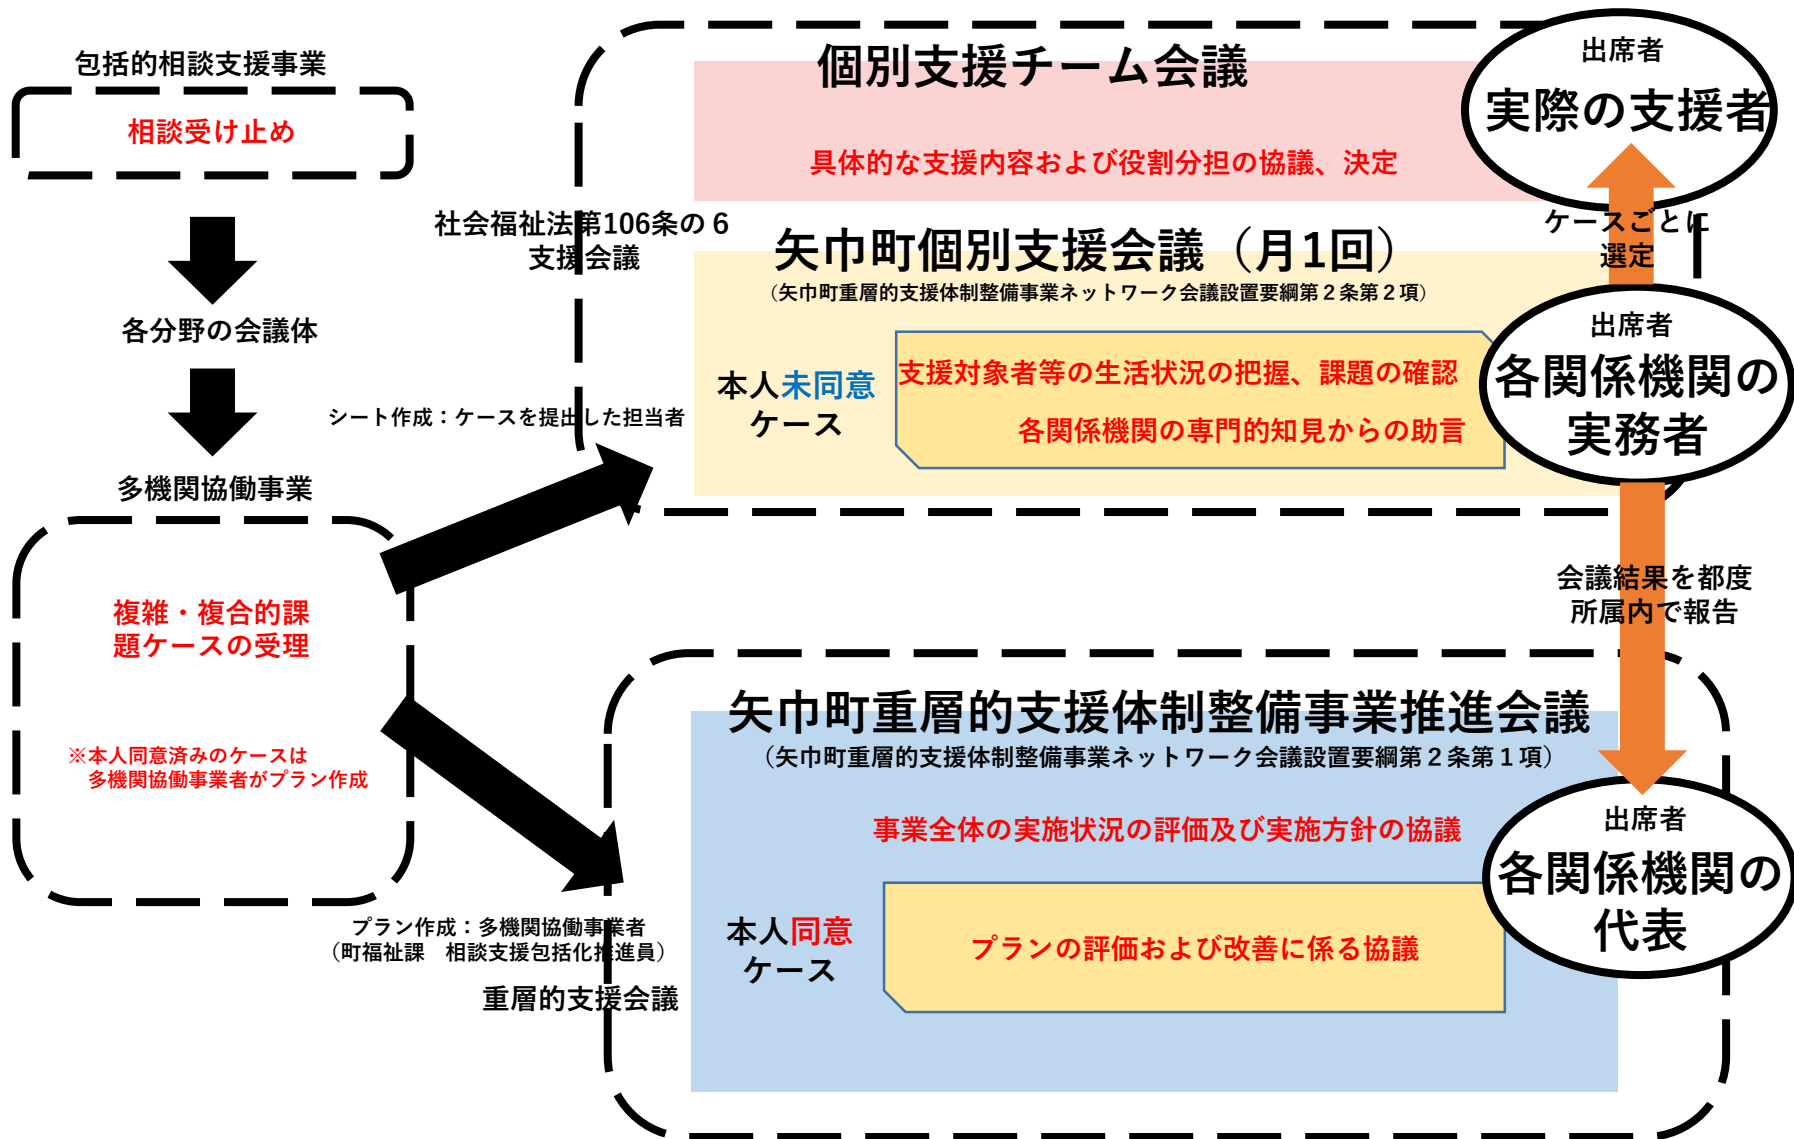 包括的相談支援事業
相談受け止め
各分野の会議体
多機関協働事業
複雑・複合的課
題ケースの受理
※本人同意済みのケースは
多機関協働事業者がプラン作成
社会福祉法第106条の６
支援会議
シート作成：ケースを提出した担当者
個別支援チーム会議
具体的な支援内容および役割分担の協議、決定
出席者
実際の支援者
ケースごとに
選定
矢巾町個別支援会議（月1回）
（矢巾町重層的支援体制整備事業ネットワーク会議設置要綱第２条第２項）
本人未同意
ケース
支援対象者等の生活状況の把握、課題の確認
各関係機関の専門的知見からの助言
出席者
各関係機関の
実務者
会議結果を都度
所属内で報告
矢巾町重層的支援体制整備事業推進会議
（矢巾町重層的支援体制整備事業ネットワーク会議設置要綱第２条第１項）
事業全体の実施状況の評価及び実施方針の協議
本人同意
ケース
プランの評価および改善に係る協議
出席者
各関係機関の
代表
プラン作成：多機関協働事業者
（町福祉課　相談支援包括化推進員）
重層的支援会議